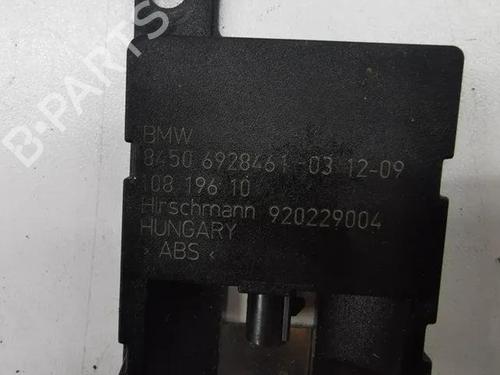 BMW
8450 6928461-03 12-09
108 196 10
Hirschmann 920229004
HUNGARY
> ABS <
B-PARTS